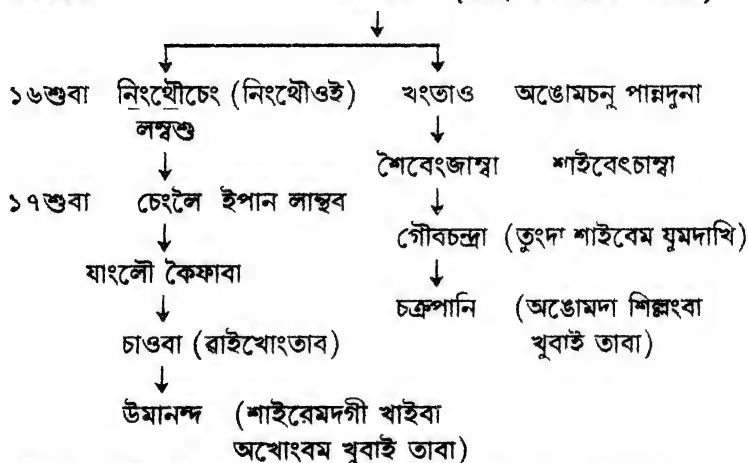 ১৬শুবা নিংথৌচেং (নিংথৌওই) খংতাও অঙোমচনু পান্নদুনা
লম্বশু
শৈবেংজাম্বা শাইবেংচাম্বা
১৭শুবা চেংলৈ ইপান লান্থব
গৌবচন্দ্রা (তুংদা শাইবেম যুমদাখি)
যাংলৌ কৈফাবা
চক্রপানি (অঙোমদা শিল্লংবা
চাওবা (ৱাইখোংতাব) খুবাই তাবা)
উমানন্দ (শাইরেমদগী খাইবা
অখোংবম খুবাই তাবা)